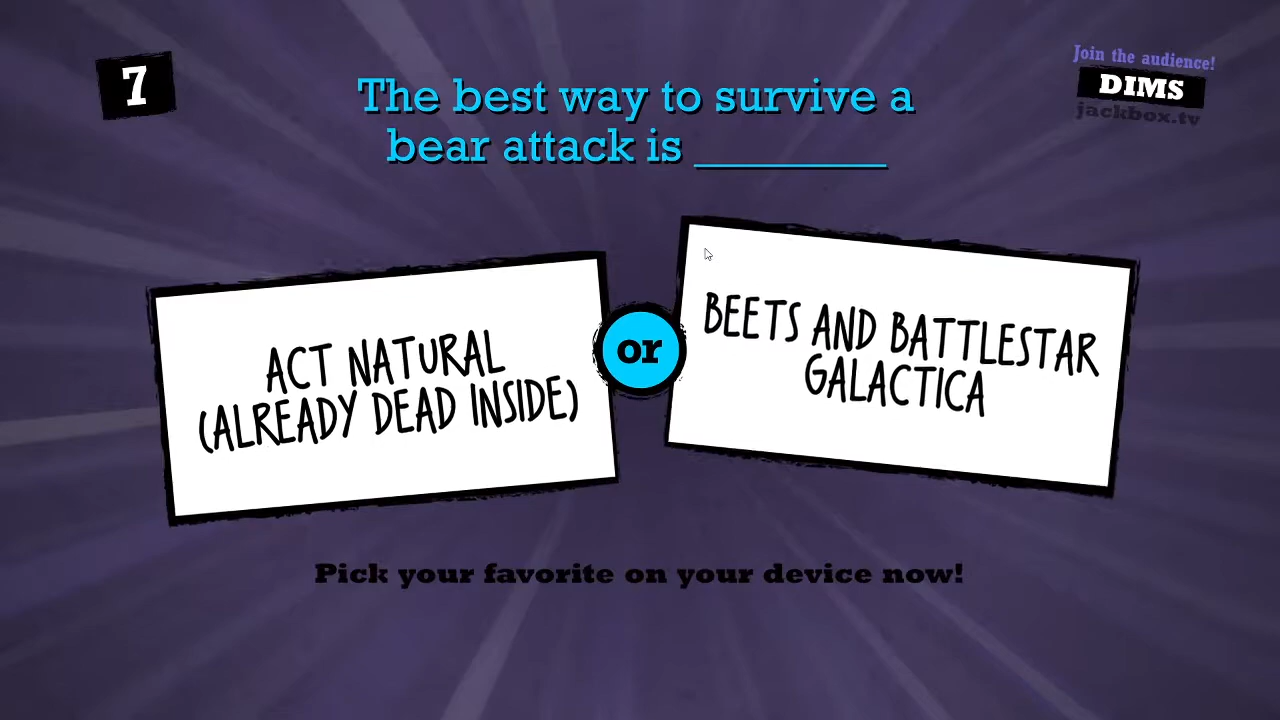 7
The best way to survive a
bear attack is ________
Join the audience!
DIMS
jackbox.tv
ACT NATURAL
(ALREADY DEAD INSIDE)
or
BEETS AND BATTLESTAR
GALACTICA
Pick your favorite on your device now!